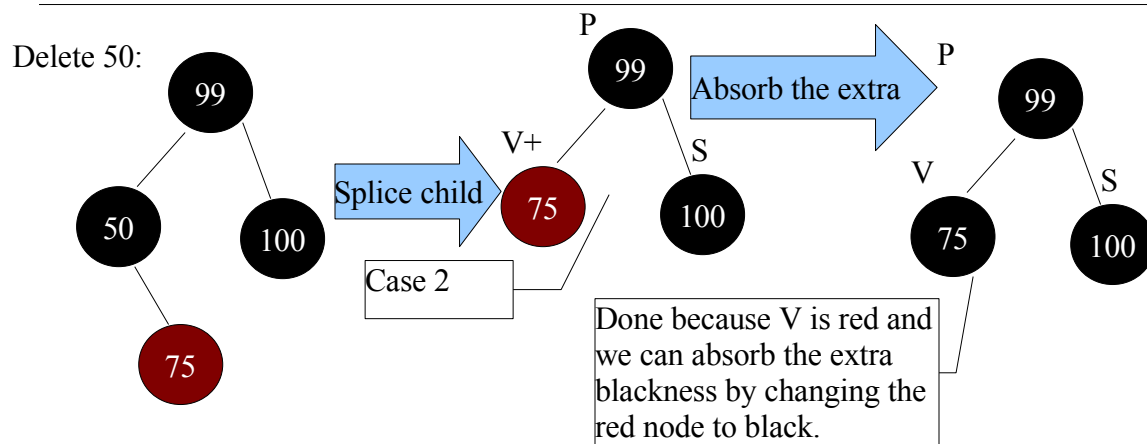 Delete 50:
99
50
100
75
Splice child
P
99
V+
75
S
100
Case 2
Absorb the extra
P
99
V
75
S
100
Done because V is red and
we can absorb the extra
blackness by changing the
red node to black.